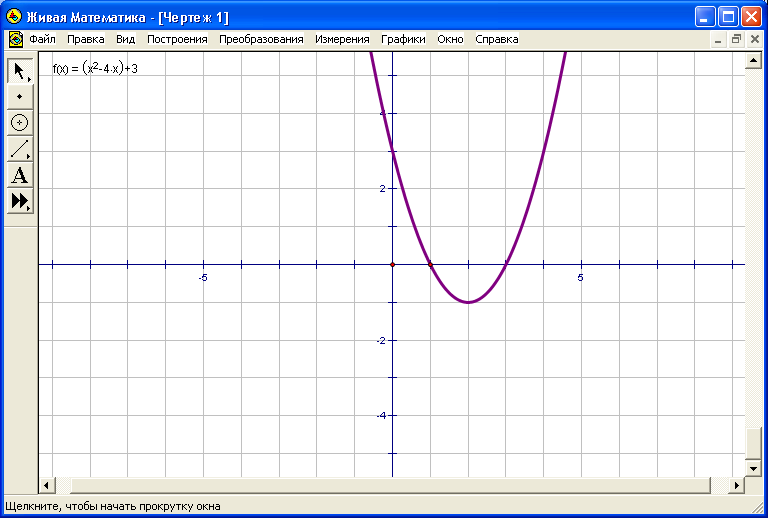 Живая Математика - [Чертеж 1]
Файл Правка Вид Построения Преобразования Измерения Графики Окно Справка
f(x) = (x²-4·x)+3
A
4
2
-5
5
-2
-4
Щелкните, чтобы начать прокрутку окна